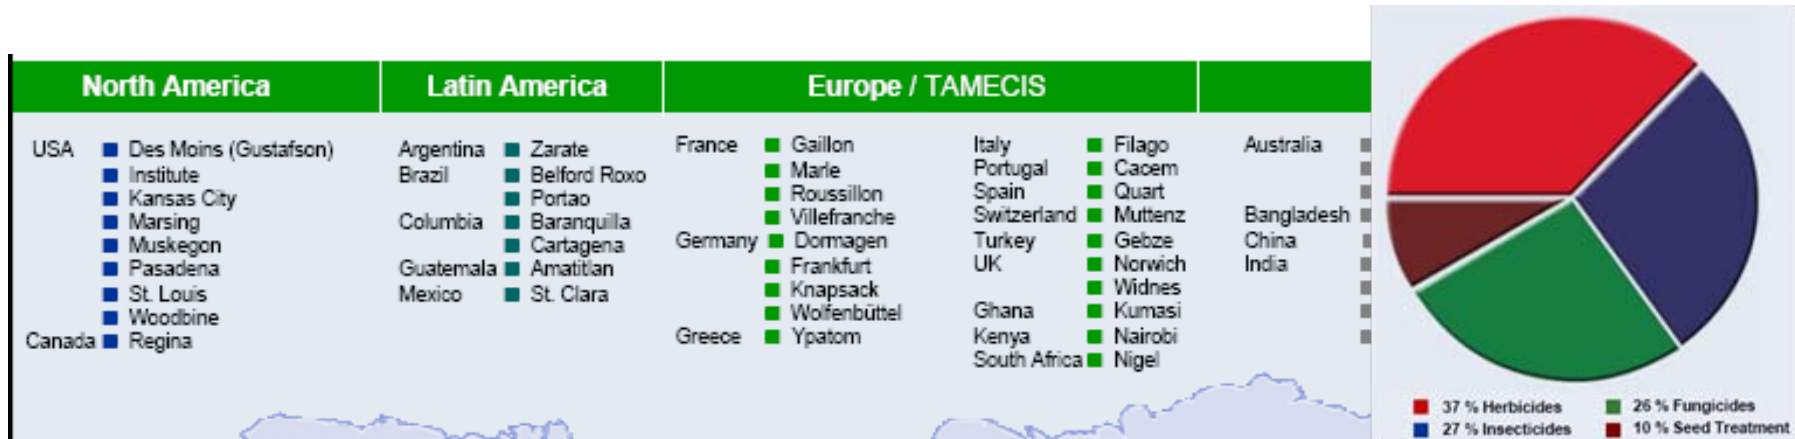 North America
USA
Des Moins (Gustafson)
Institute
Kansas City
Marsing
Muskegon
Pasadena
St. Louis
Woodbine
Canada
Regina
Latin America
Argentina
Zarate
Brazil
Belford Roxo
Portao
Columbia
Baranquilla
Cartagena
Guatemala
Amatitlan
Mexico
St. Clara
Europe / TAMECIS
France
Gaillon
Marle
Roussillon
Villefranche
Germany
Dormagen
Frankfurt
Knapsack
Wolfenbüttel
Greece
Ypatom
Italy
Filago
Portugal
Cacem
Spain
Quart
Switzerland
Muttenz
Turkey
Gebze
UK
Norwich
Widnes
Ghana
Kumasi
Kenya
Nairobi
South Africa
Nigel
Australia
Bangladesh
China
India
37 % Herbicides
26 % Fungicides
27 % Insecticides
10 % Seed Treatment